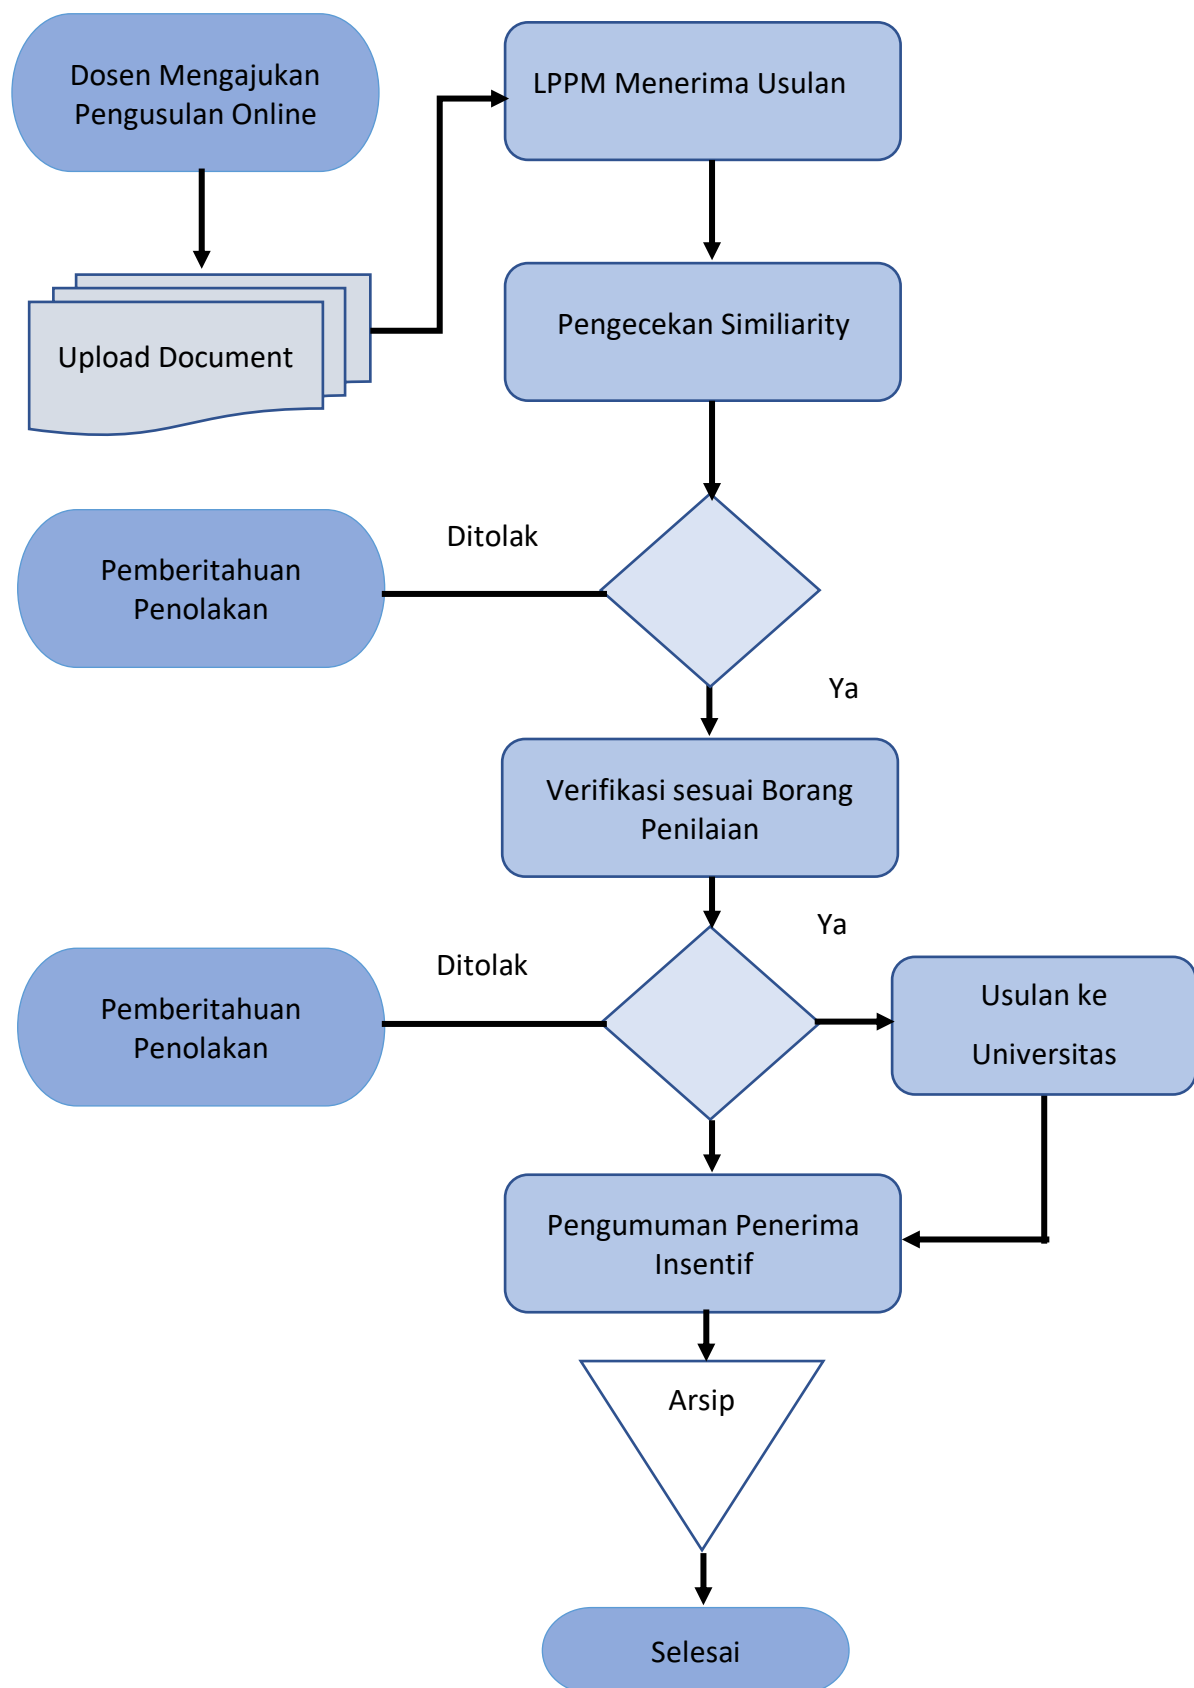 Dosen Mengajukan
Pengusulan Online
LPPM Menerima Usulan
Upload Document
Pengecekan Similiarity
Ditolak
Pemberitahuan
Penolakan
Ya
Verifikasi sesuai Borang
Penilaian
Ya
Ditolak
Pemberitahuan
Penolakan
Usulan ke
Universitas
Pengumuman Penerima
Insentif
Arsip
Selesai